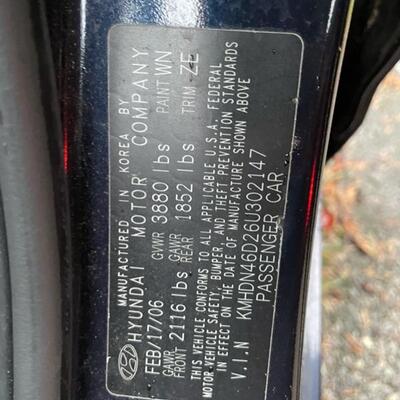 MANUFACTURED IN KOREA BY
HYUNDAI MOTOR COMPANY
FEB/17/06 GVWR 3880 lbs PAINT WN
GAWR FRONT 2116 lbs GAWR REAR 1852 lbs TRIM ZE
THIS VEHICLE CONFORMS TO ALL APPLICABLE U.S.A. FEDERAL
MOTOR VEHICLE SAFETY, BUMPER, AND THEFT PREVENTION STANDARDS
IN EFFECT ON THE DATE OF MANUFACTURE SHOWN ABOVE
V.I.N KMHDN46D26U302147
PASSENGER CAR